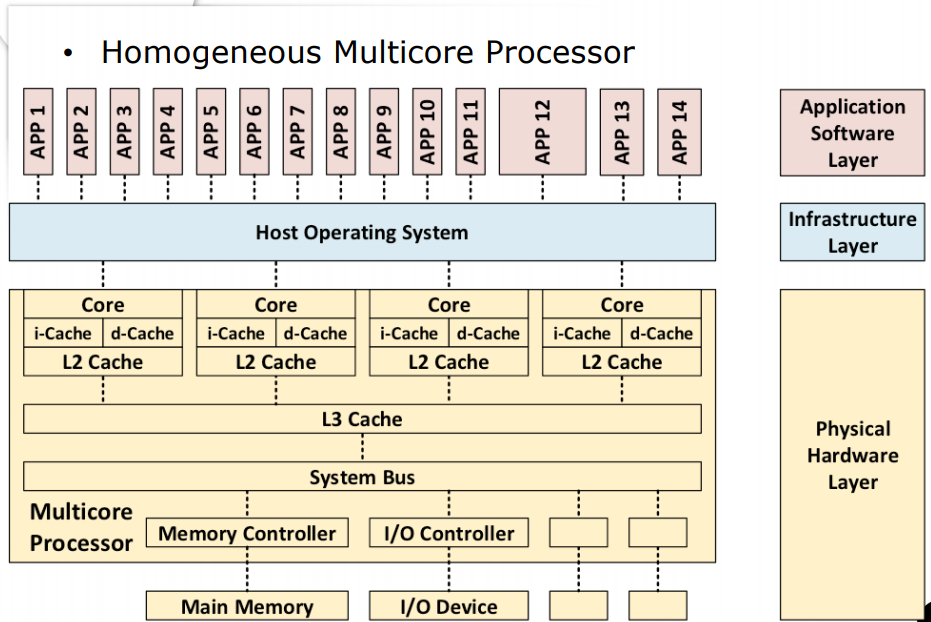 • Homogeneous Multicore Processor
APP 1
APP 2
APP 3
APP 4
APP 5
APP 6
APP 7
APP 8
APP 9
APP 10
APP 11
APP 12
APP 13
APP 14
Application
Software
Layer
Host Operating System
Infrastructure
Layer
Core
i-Cache d-Cache
L2 Cache
Core
i-Cache d-Cache
L2 Cache
Core
i-Cache d-Cache
L2 Cache
Core
i-Cache d-Cache
L2 Cache
L3 Cache
System Bus
Multicore
Processor
Memory Controller
I/O Controller
Main Memory
I/O Device
Physical
Hardware
Layer